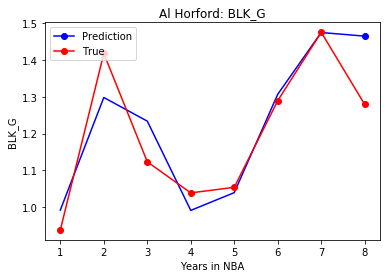 Al Horford: BLK_G
Prediction
True
BLK_G
1.5
1.4
1.3
1.2
1.1
1.0
1 2 3 4 5 6 7 8
Years in NBA